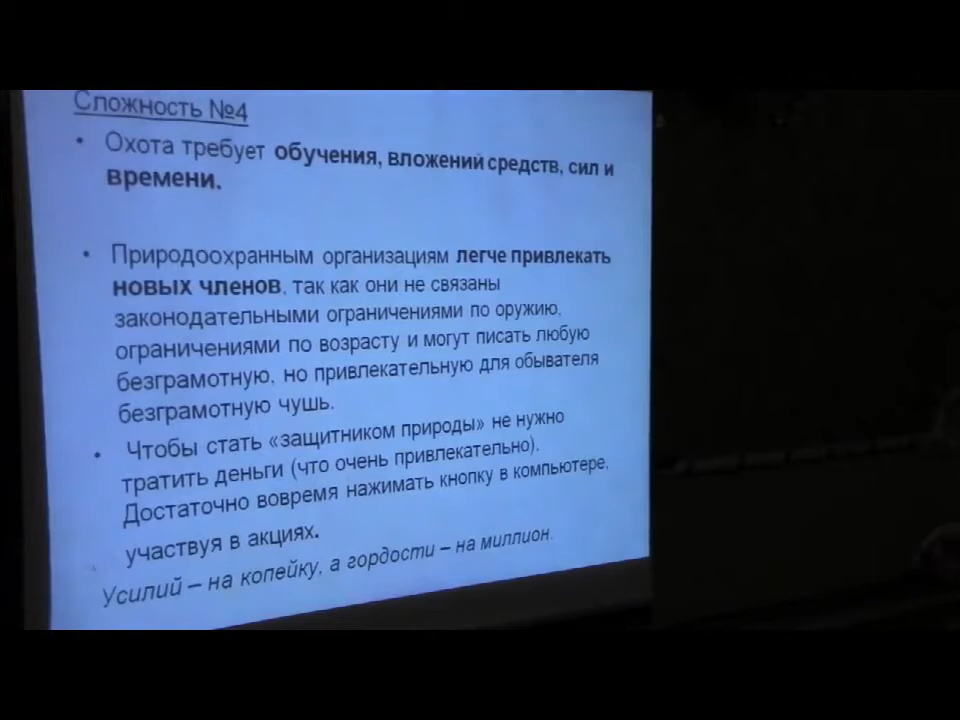 Сложность №4
• Охота требует обучения, вложений средств, сил и
времени.
• Природоохранным организациям легче привлекать
новых членов, так как они не связаны
законодательными ограничениями по оружию,
ограничениями по возрасту и могут писать любую
безграмотную, но привлекательную для обывателя
безграмотную чушь.
• Чтобы стать «защитником природы» не нужно
тратить деньги (что очень привлекательно).
Достаточно вовремя нажимать кнопку в компьютере,
участвуя в акциях.
Усилий – на копейку, а гордости – на миллион.